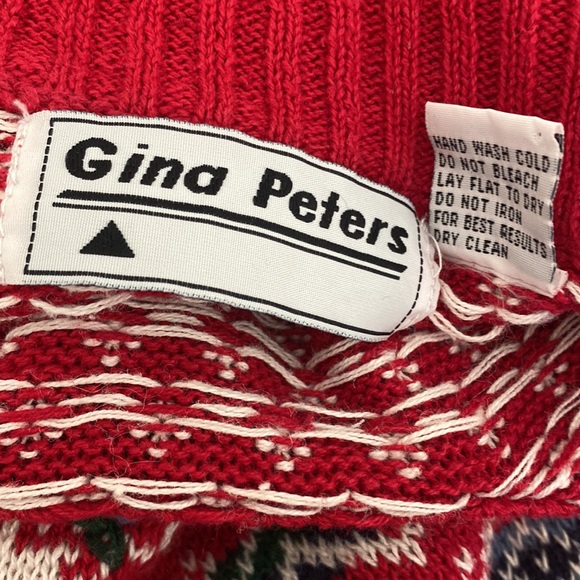 Gina Peters
HAND WASH COLD
DO NOT BLEACH
LAY FLAT TO DRY
DO NOT IRON
FOR BEST RESULTS
DRY CLEAN